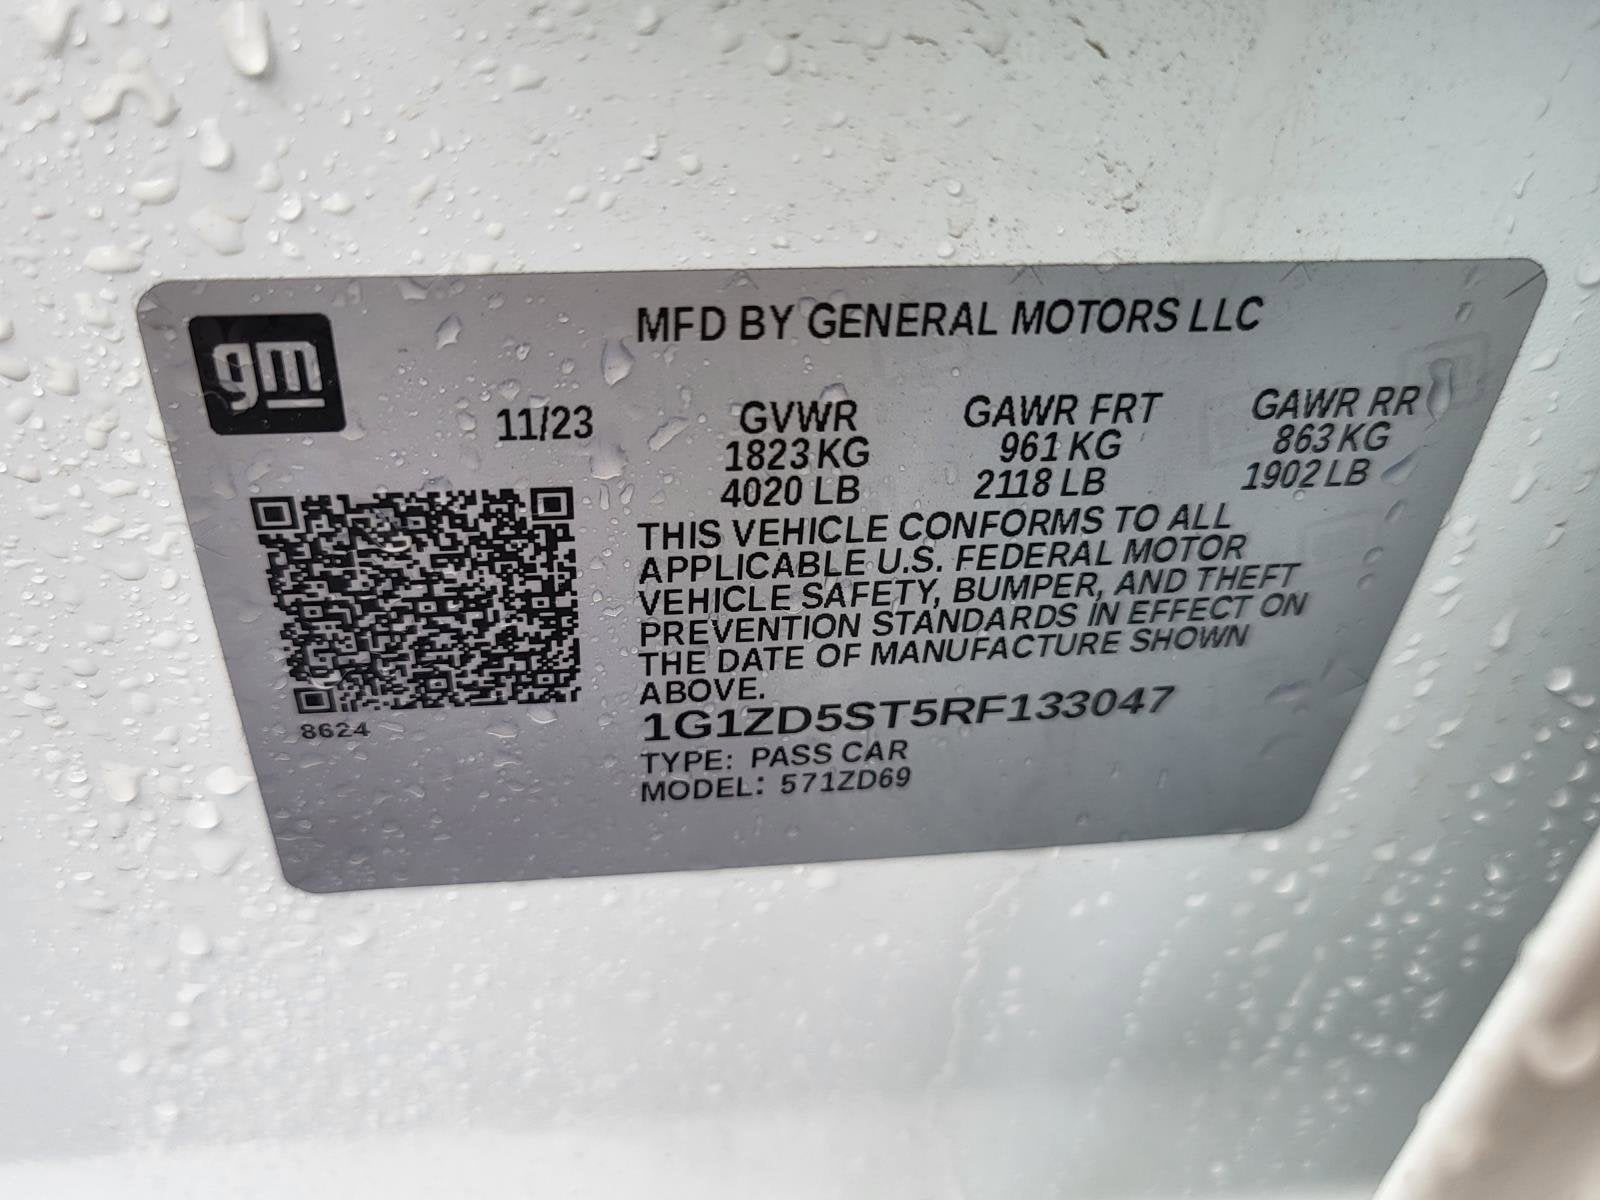 gm
MFD BY GENERAL MOTORS LLC
11/23
GVWR GAWR FRT GAWR RR
1823 KG 961 KG 863 KG
4020 LB 2118 LB 1902 LB
THIS VEHICLE CONFORMS TO ALL
APPLICABLE U.S. FEDERAL MOTOR
VEHICLE SAFETY, BUMPER, AND THEFT
PREVENTION STANDARDS IN EFFECT ON
THE DATE OF MANUFACTURE SHOWN
ABOVE.
1G1ZD5ST5RF133047
TYPE: PASS CAR
MODEL: 571ZD69
8624